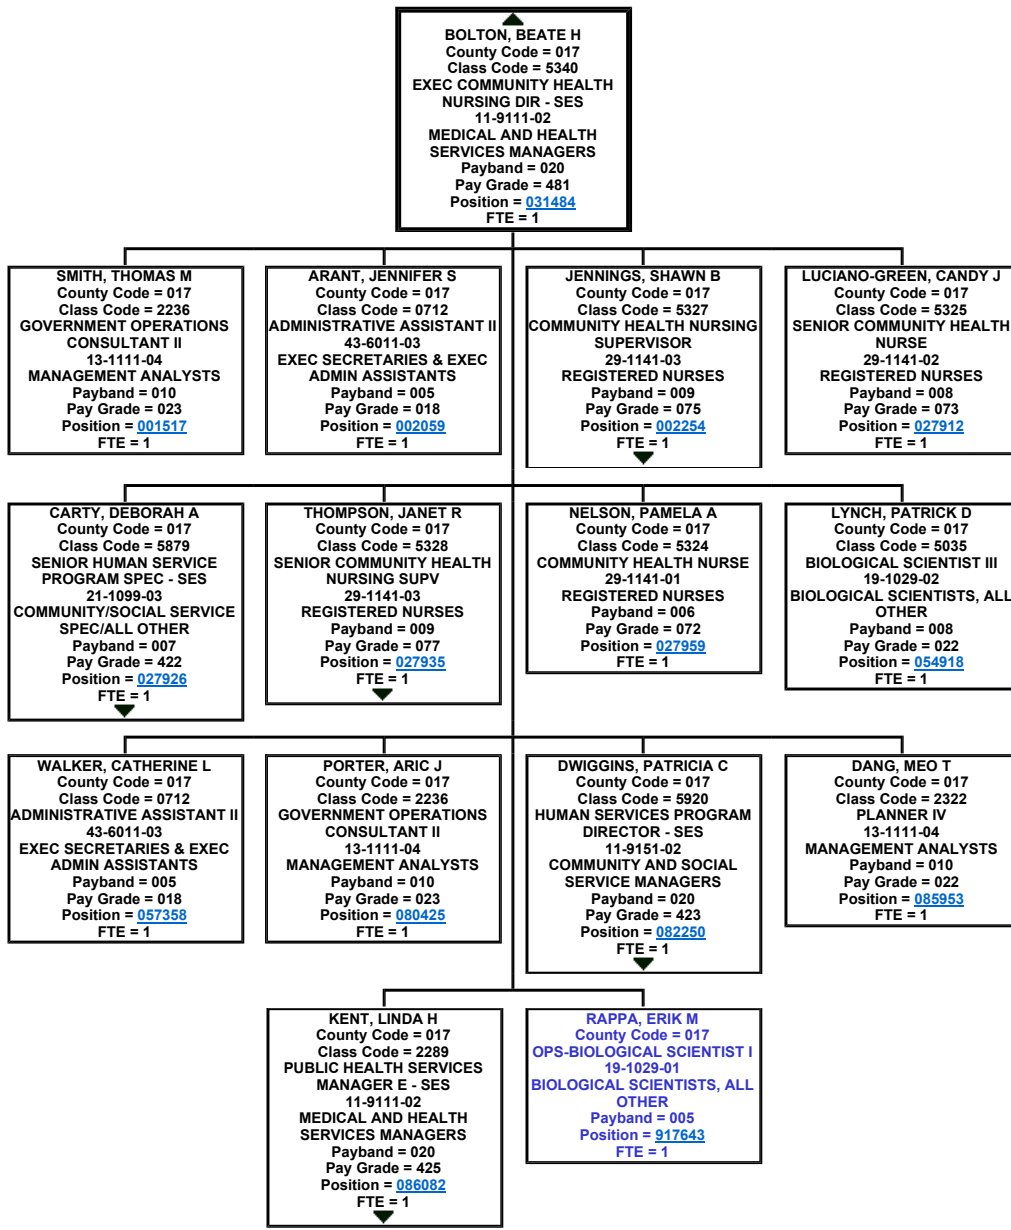 BOLTON, BEATE H
County Code = 017
Class Code = 5340
EXEC COMMUNITY HEALTH
NURSING DIR - SES
11-9111-02
MEDICAL AND HEALTH
SERVICES MANAGERS
Payband = 020
Pay Grade = 481
Position = 031484
FTE = 1
SMITH, THOMAS M
County Code = 017
Class Code = 2236
GOVERNMENT OPERATIONS
CONSULTANT II
13-1111-04
MANAGEMENT ANALYSTS
Payband = 010
Pay Grade = 023
Position = 001517
FTE = 1
ARANT, JENNIFER S
County Code = 017
Class Code = 0712
ADMINISTRATIVE ASSISTANT II
43-6011-03
EXEC SECRETARIES & EXEC
ADMIN ASSISTANTS
Payband = 005
Pay Grade = 018
Position = 002059
FTE = 1
JENNINGS, SHAWN B
County Code = 017
Class Code = 5327
COMMUNITY HEALTH NURSING
SUPERVISOR
29-1141-03
REGISTERED NURSES
Payband = 009
Pay Grade = 075
Position = 002254
FTE = 1
LUCIANO-GREEN, CANDY J
County Code = 017
Class Code = 5325
SENIOR COMMUNITY HEALTH
NURSE
29-1141-02
REGISTERED NURSES
Payband = 008
Pay Grade = 073
Position = 027912
FTE = 1
CARTY, DEBORAH A
County Code = 017
Class Code = 5879
SENIOR HUMAN SERVICE
PROGRAM SPEC - SES
21-1099-03
COMMUNITY/SOCIAL SERVICE
SPEC/ALL OTHER
Payband = 007
Pay Grade = 422
Position = 027926
FTE = 1
THOMPSON, JANET R
County Code = 017
Class Code = 5328
SENIOR COMMUNITY HEALTH
NURSING SUPV
29-1141-03
REGISTERED NURSES
Payband = 009
Pay Grade = 077
Position = 027935
FTE = 1
NELSON, PAMELA A
County Code = 017
Class Code = 5324
COMMUNITY HEALTH NURSE
29-1141-01
REGISTERED NURSES
Payband = 006
Pay Grade = 072
Position = 027959
FTE = 1
LYNCH, PATRICK D
County Code = 017
Class Code = 5035
BIOLOGICAL SCIENTIST III
19-1029-02
BIOLOGICAL SCIENTISTS, ALL
OTHER
Payband = 008
Pay Grade = 022
Position = 054918
FTE = 1
WALKER, CATHERINE L
County Code = 017
Class Code = 0712
ADMINISTRATIVE ASSISTANT II
43-6011-03
EXEC SECRETARIES & EXEC
ADMIN ASSISTANTS
Payband = 005
Pay Grade = 018
Position = 057358
FTE = 1
PORTER, ARIC J
County Code = 017
Class Code = 2236
GOVERNMENT OPERATIONS
CONSULTANT II
13-1111-04
MANAGEMENT ANALYSTS
Payband = 010
Pay Grade = 023
Position = 080425
FTE = 1
DWIGGINS, PATRICIA C
County Code = 017
Class Code = 5920
HUMAN SERVICES PROGRAM
DIRECTOR - SES
11-9151-02
COMMUNITY AND SOCIAL
SERVICE MANAGERS
Payband = 020
Pay Grade = 423
Position = 082250
FTE = 1
DANG, MEO T
County Code = 017
Class Code = 2322
PLANNER IV
13-1111-04
MANAGEMENT ANALYSTS
Payband = 010
Pay Grade = 022
Position = 085953
FTE = 1
KENT, LINDA H
County Code = 017
Class Code = 2289
PUBLIC HEALTH SERVICES
MANAGER E - SES
11-9111-02
MEDICAL AND HEALTH
SERVICES MANAGERS
Payband = 020
Pay Grade = 425
Position = 086082
FTE = 1
RAPPA, ERIK M
County Code = 017
OPS-BIOLOGICAL SCIENTIST I
19-1029-01
BIOLOGICAL SCIENTISTS, ALL
OTHER
Payband = 005
Position = 917643
FTE = 1